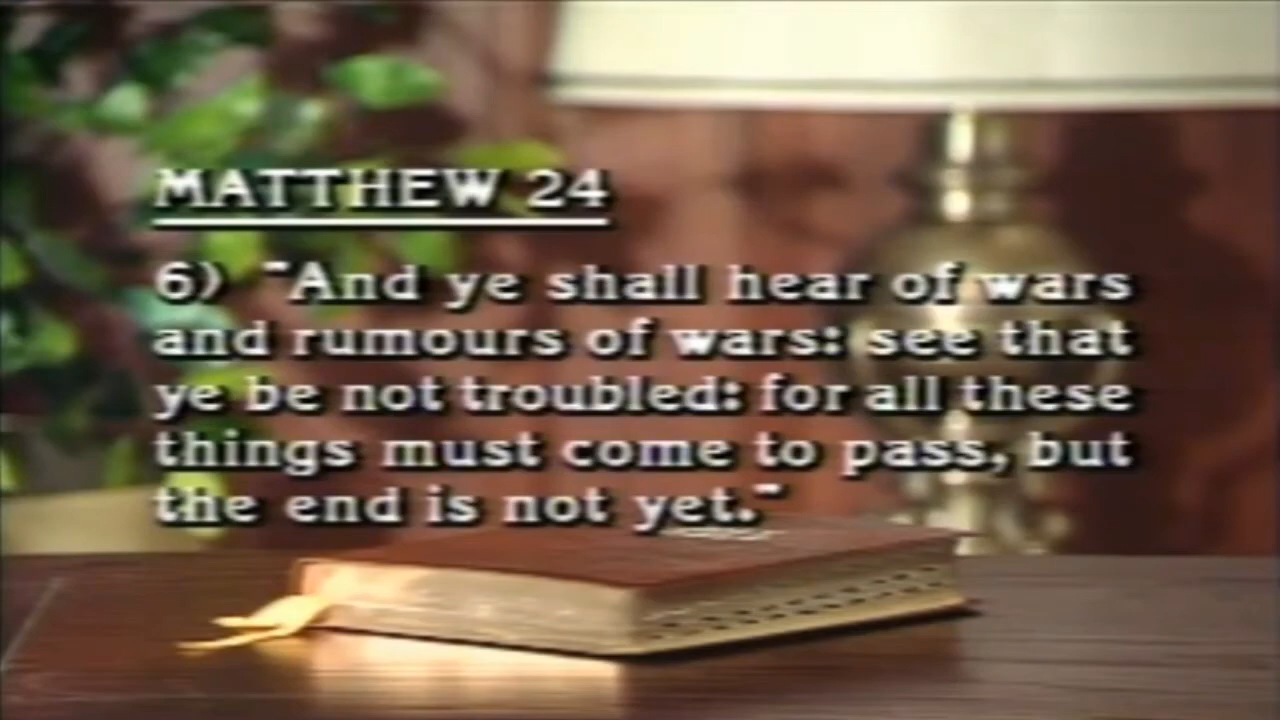 MATTHEW 24
6) "And ye shall hear of wars
and rumours of wars: see that
ye be not troubled: for all these
things must come to pass, but
the end is not yet."